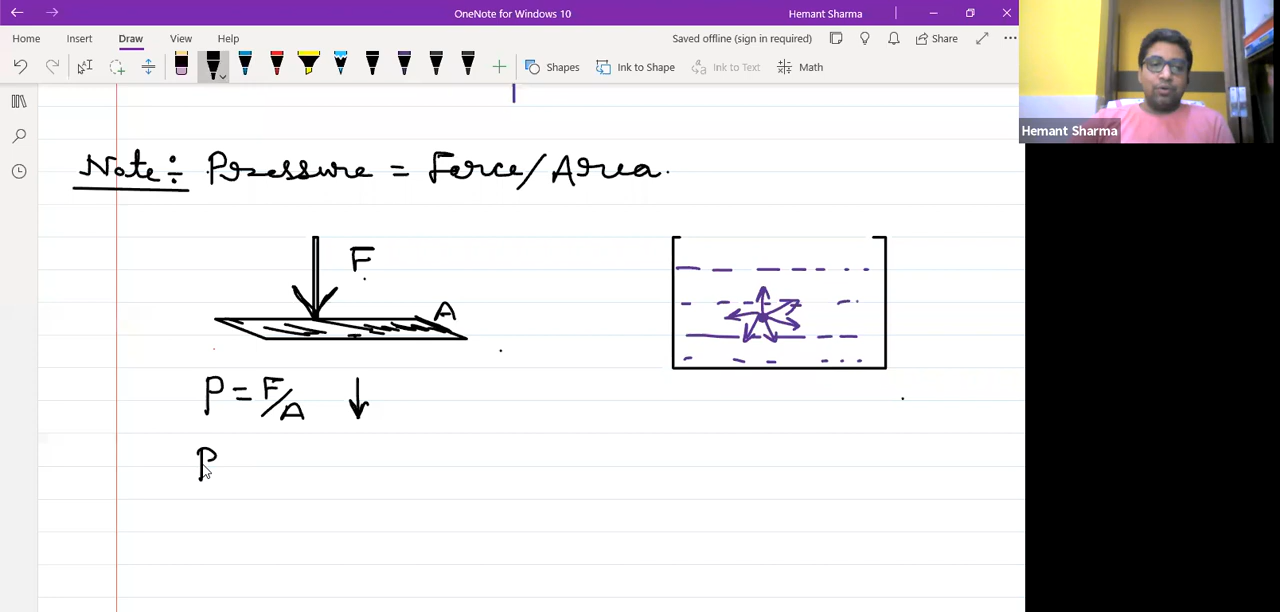 OneNote for Windows 10
Hemant Sharma
Home Insert Draw View Help
Saved offline (sign in required)
Share
Shapes
Ink to Shape
Ink to Text
Math
Hemant Sharma
Note÷ Pressure = Force/Area.
F
A
P = F/A ↓
P